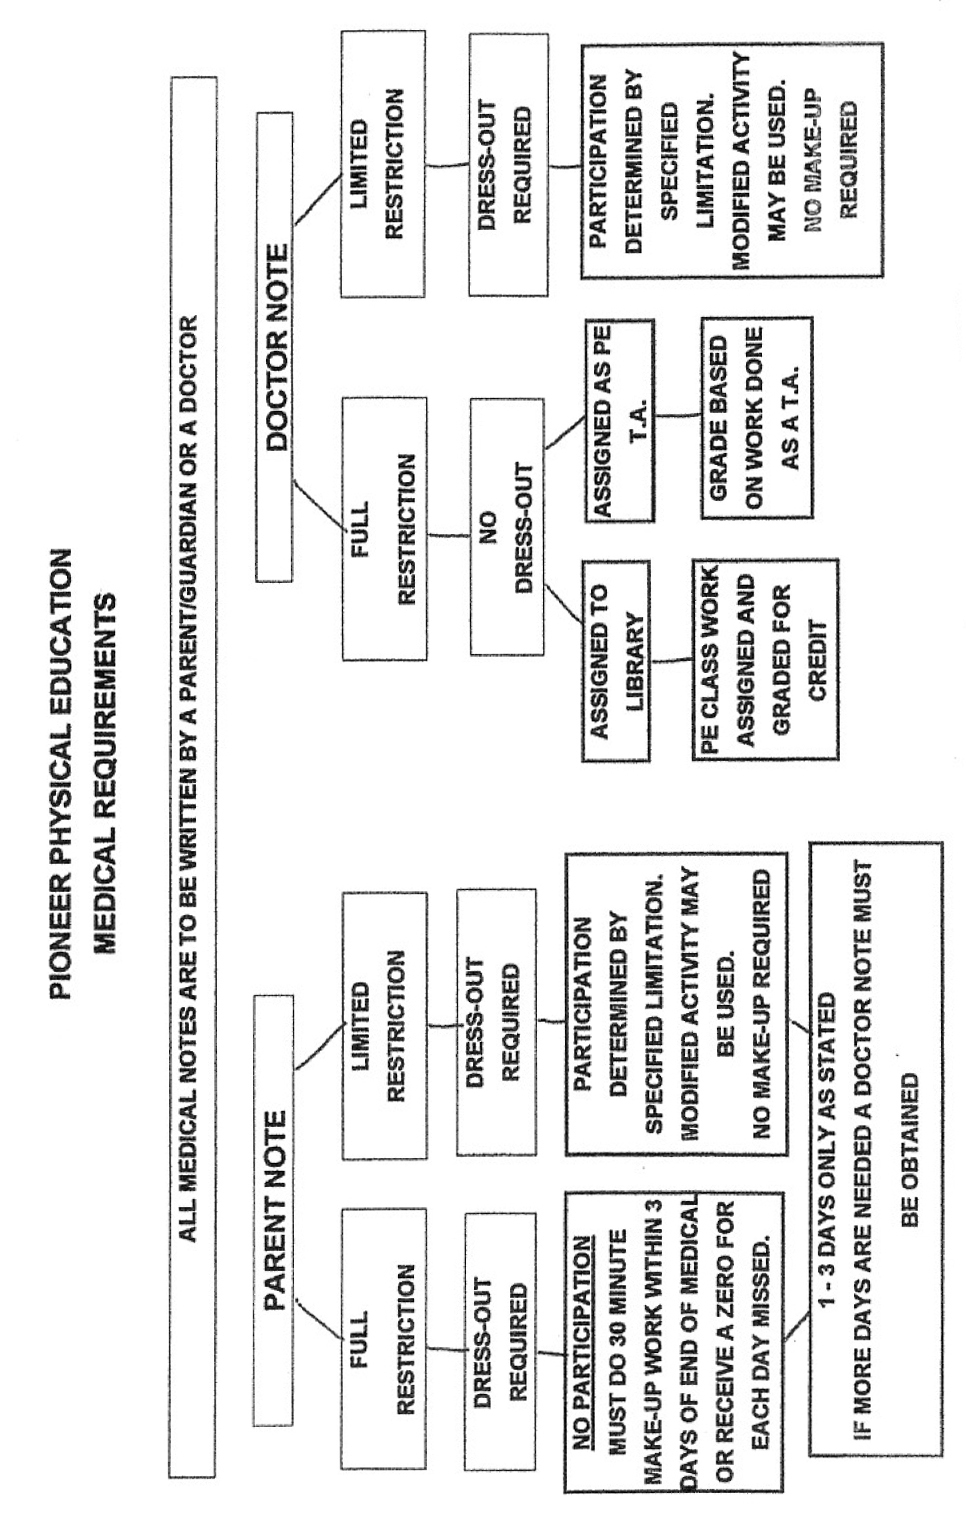 PIONEER PHYSICAL EDUCATION
MEDICAL REQUIREMENTS
ALL MEDICAL NOTES ARE TO BE WRITTEN BY A PARENT/GUARDIAN OR A DOCTOR
PARENT NOTE
FULL
RESTRICTION
DRESS-OUT
REQUIRED
NO PARTICIPATION
MUST DO 30 MINUTE
MAKE-UP WORK WITHIN 3
DAYS OF END OF MEDICAL
OR RECEIVE A ZERO FOR
EACH DAY MISSED.
LIMITED
RESTRICTION
DRESS-OUT
REQUIRED
PARTICIPATION
DETERMINED BY
SPECIFIED LIMITATION.
MODIFIED ACTIVITY MAY
BE USED.
NO MAKE-UP REQUIRED
1 - 3 DAYS ONLY AS STATED
IF MORE DAYS ARE NEEDED A DOCTOR NOTE MUST
BE OBTAINED
DOCTOR NOTE
FULL
RESTRICTION
NO
DRESS-OUT
ASSIGNED TO
LIBRARY
PE CLASS WORK
ASSIGNED AND
GRADED FOR
CREDIT
ASSIGNED AS PE
T.A.
GRADE BASED
ON WORK DONE
AS A T.A.
LIMITED
RESTRICTION
DRESS-OUT
REQUIRED
PARTICIPATION
DETERMINED BY
SPECIFIED
LIMITATION.
MODIFIED ACTIVITY
MAY BE USED.
NO MAKE-UP
REQUIRED